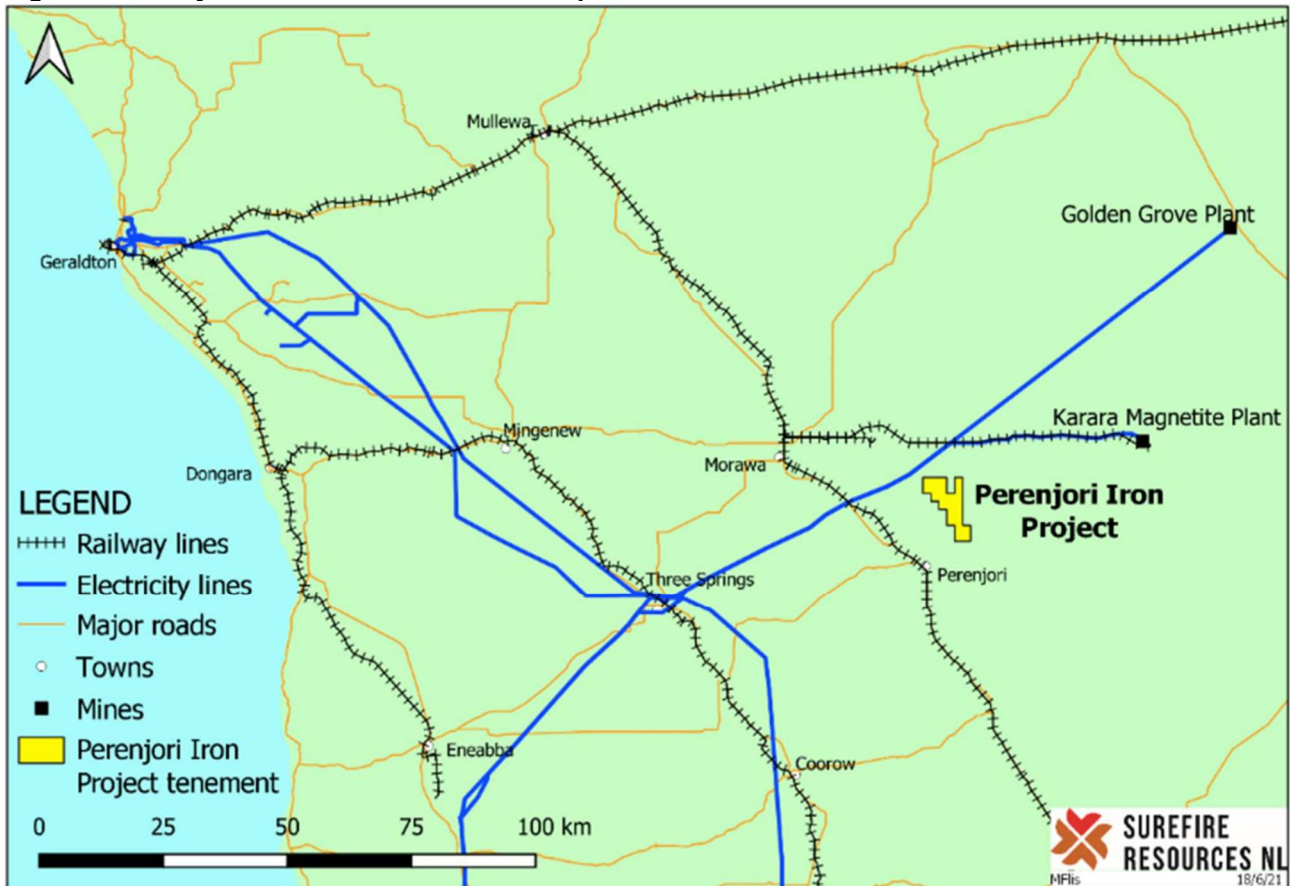 Mullewa
Golden Grove Plant
Geraldton
Karara Magnetite Plant
Mingenew
Morawa
Dongara
Perenjori Iron
Project
LEGEND
Railway lines
Electricity lines
Major roads
Towns
Mines
Perenjori Iron
Project tenement
Three Springs
Perenjori
Eneabba
Coorow
0 25 50 75 100 km
SUREFIRE
RESOURCES NL
MFlis 18/6/21